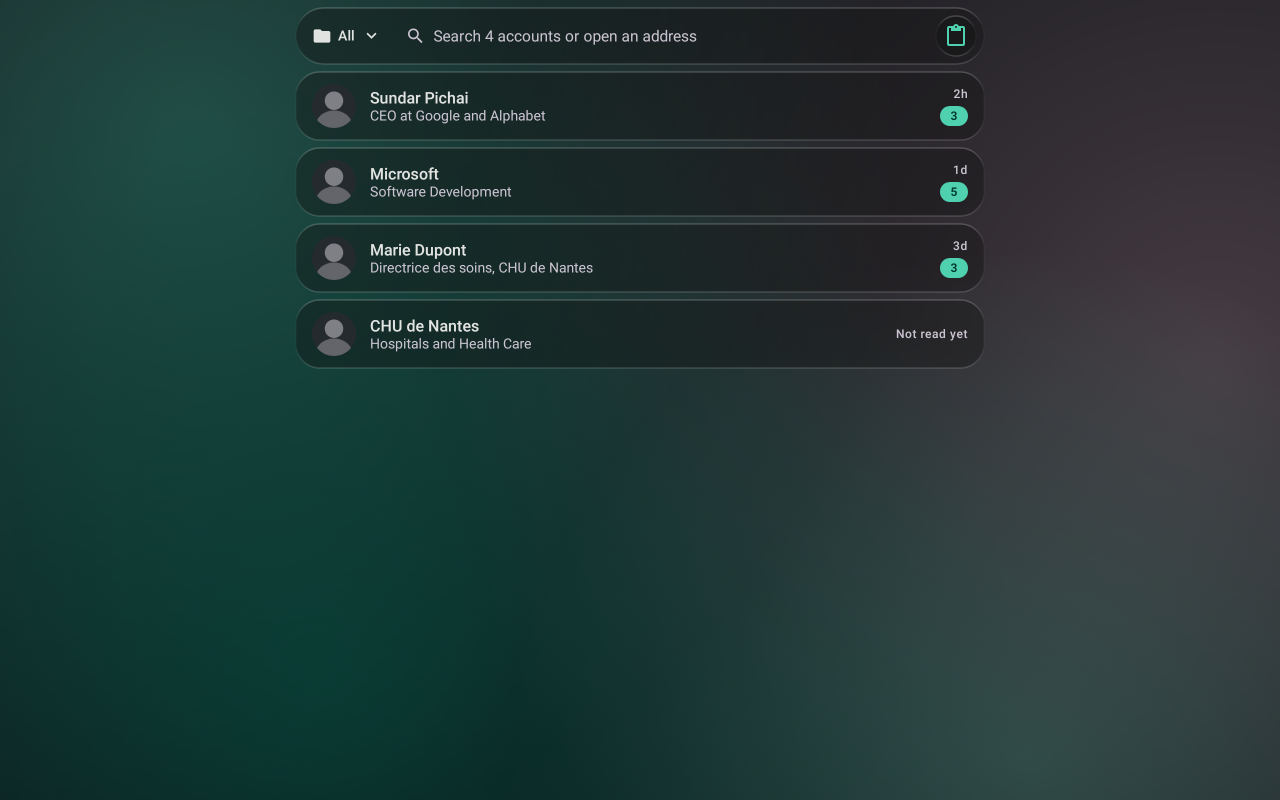 All
Search 4 accounts or open an address
Sundar Pichai
CEO at Google and Alphabet
2h
3
Microsoft
Software Development
1d
5
Marie Dupont
Directrice des soins, CHU de Nantes
3d
3
CHU de Nantes
Hospitals and Health Care
Not read yet